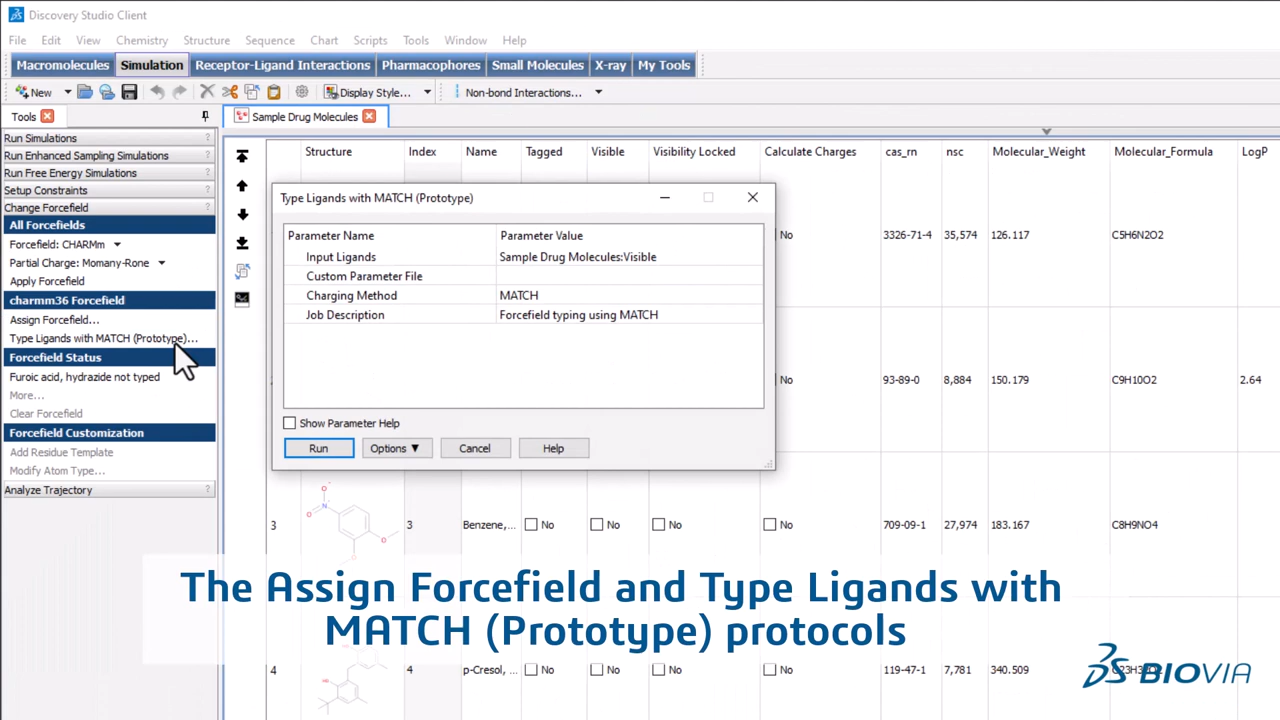 Discovery Studio Client
File Edit View Chemistry Structure Sequence Chart Scripts Tools Window Help
Macromolecules Simulation Receptor-Ligand Interactions Pharmacophores Small Molecules X-ray My Tools
New Display Style... Non-bond Interactions...
Tools
Sample Drug Molecules
Run Simulations ?
Run Enhanced Sampling Simulations ?
Run Free Energy Simulations ?
Setup Constraints ?
Change Forcefield ?
All Forcefields
Forcefield: CHARMm
Partial Charge: Momany-Rone
Apply Forcefield
charmm36 Forcefield
Assign Forcefield...
Type Ligands with MATCH (Prototype)...
Forcefield Status
Furoic acid, hydrazide not typed
More...
Clear Forcefield
Forcefield Customization
Add Residue Template
Modify Atom Type...
Analyze Trajectory ?
Structure Index Name Tagged Visible Visibility Locked Calculate Charges cas_rn nsc Molecular_Weight Molecular_Formula LogP
No 3326-71-4 35,574 126.117 C5H6N2O2
No 93-89-0 8,884 150.179 C9H10O2 2.64
3 3 Benzene,... No No No No 709-09-1 27,974 183.167 C8H9NO4
4 4 p-Cresol, ... No No No No 119-47-1 7,781 340.509
Type Ligands with MATCH (Prototype)
Parameter Name Parameter Value
Input Ligands Sample Drug Molecules:Visible
Custom Parameter File
Charging Method MATCH
Job Description Forcefield typing using MATCH
Show Parameter Help
Run Options ▼ Cancel Help
The Assign Forcefield and Type Ligands with
MATCH (Prototype) protocols
BIOVIA